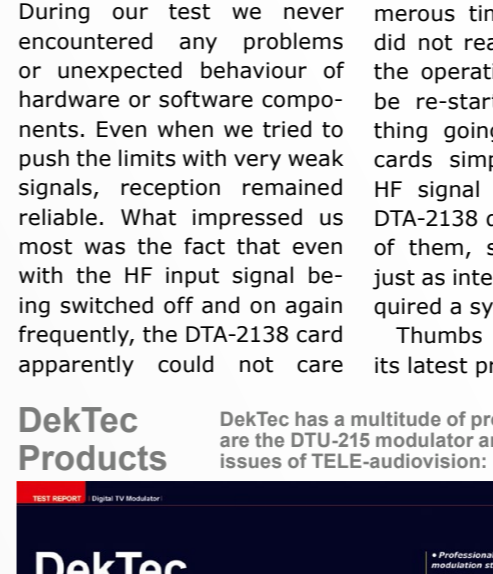 During our test we never
encountered any problems
or unexpected behaviour of
hardware or software compo-
nents. Even when we tried to
push the limits with very weak
signals, reception remained
reliable. What impressed us
most was the fact that even
with the HF input signal be-
ing switched off and on again
frequently, the DTA-2138 card
apparently could not care
merous tim
did not rea
the operati
be re-start
thing going
cards simp
HF signal
DTA-2138 c
of them, s
just as inte
quired a sy
Thumbs
its latest pr
DekTec
Products
DekTec has a multitude of pro
are the DTU-215 modulator an
issues of TELE-audiovision:
TEST REPORT Digital TV Modulator
DekTec
• Professional
modulation st